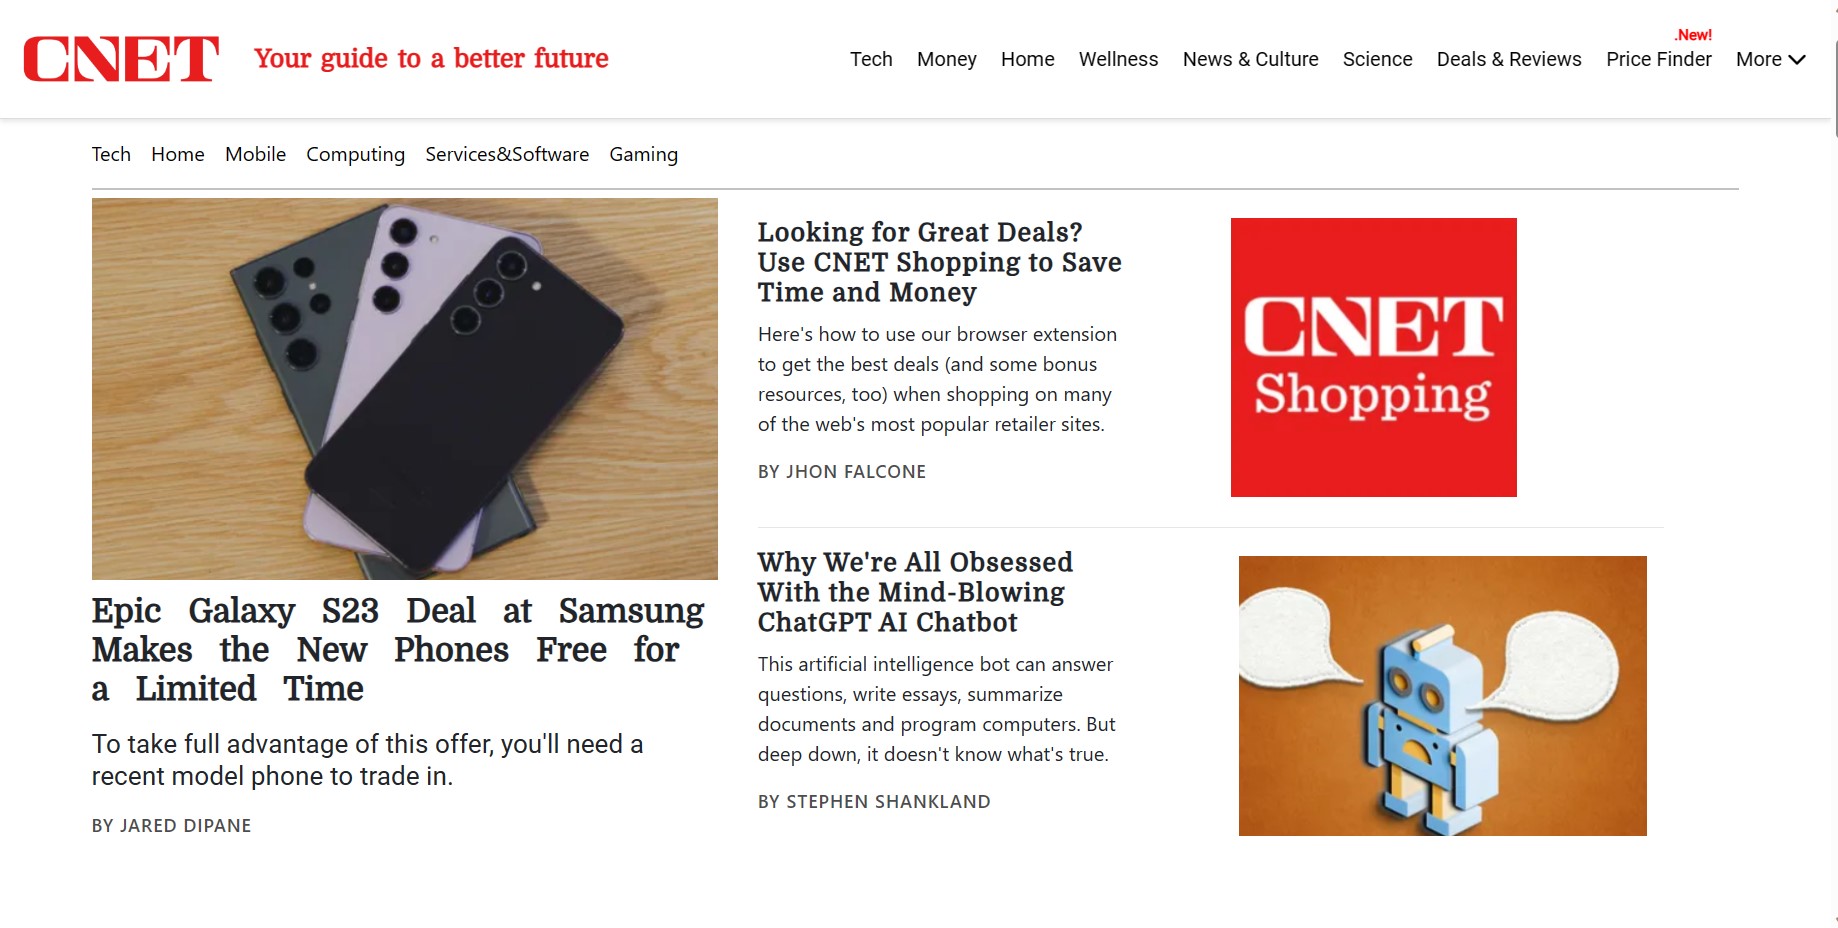 CNET
Your guide to a better future
.New!
Tech Money Home Wellness News & Culture Science Deals & Reviews Price Finder More
Tech Home Mobile Computing Services&Software Gaming
Epic Galaxy S23 Deal at Samsung
Makes the New Phones Free for
a Limited Time
To take full advantage of this offer, you'll need a
recent model phone to trade in.
BY JARED DIPANE
Looking for Great Deals?
Use CNET Shopping to Save
Time and Money
Here's how to use our browser extension
to get the best deals (and some bonus
resources, too) when shopping on many
of the web's most popular retailer sites.
BY JHON FALCONE
CNET
Shopping
Why We're All Obsessed
With the Mind-Blowing
ChatGPT AI Chatbot
This artificial intelligence bot can answer
questions, write essays, summarize
documents and program computers. But
deep down, it doesn't know what's true.
BY STEPHEN SHANKLAND